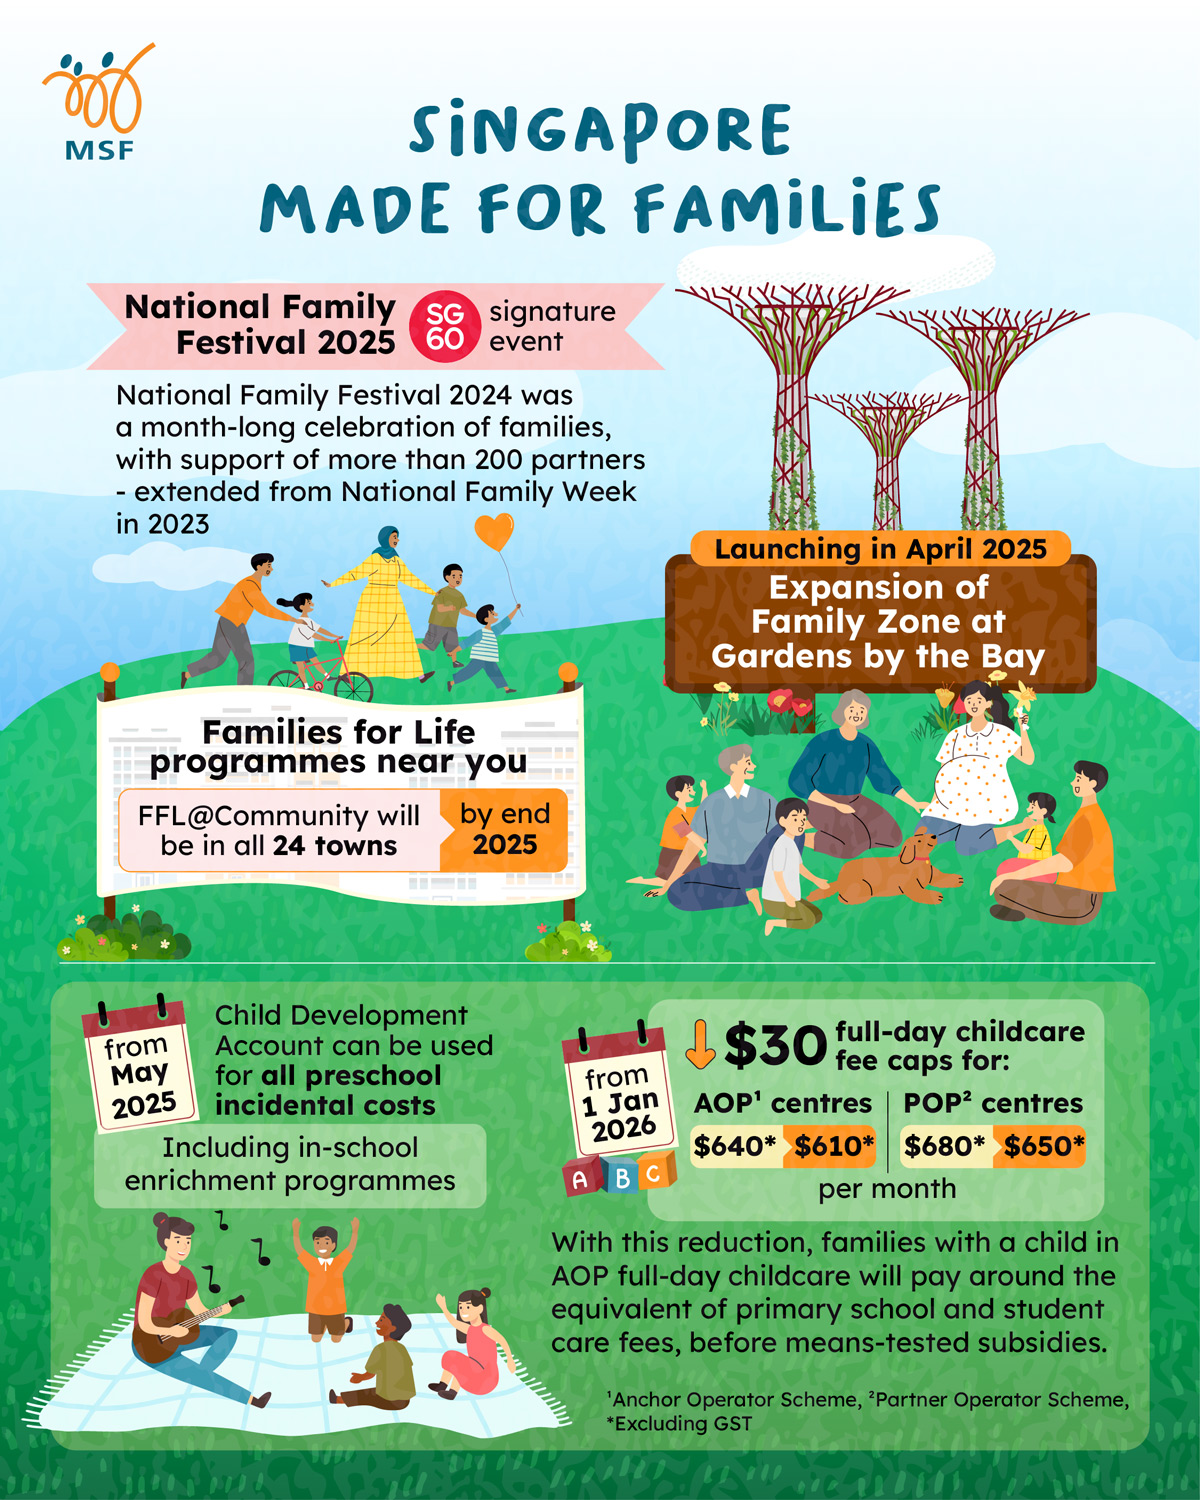 MSF
SiNGAPORE
MADE FOR FAMiLiES
National Family
Festival 2025
SG
60
signature
event
National Family Festival 2024 was
a month-long celebration of families,
with support of more than 200 partners
- extended from National Family Week
in 2023
Launching in April 2025
Expansion of
Family Zone at
Gardens by the Bay
Families for Life
programmes near you
FFL@Community will
be in all 24 towns
by end
2025
from
May
2025
Child Development
Account can be used
for all preschool
incidental costs
Including in-school
enrichment programmes
from
1 Jan
2026
A B C
$30 full-day childcare
fee caps for:
AOP¹ centres
$640* $610*
POP² centres
$680* $650*
per month
With this reduction, families with a child in
AOP full-day childcare will pay around the
equivalent of primary school and student
care fees, before means-tested subsidies.
¹Anchor Operator Scheme, ²Partner Operator Scheme,
*Excluding GST